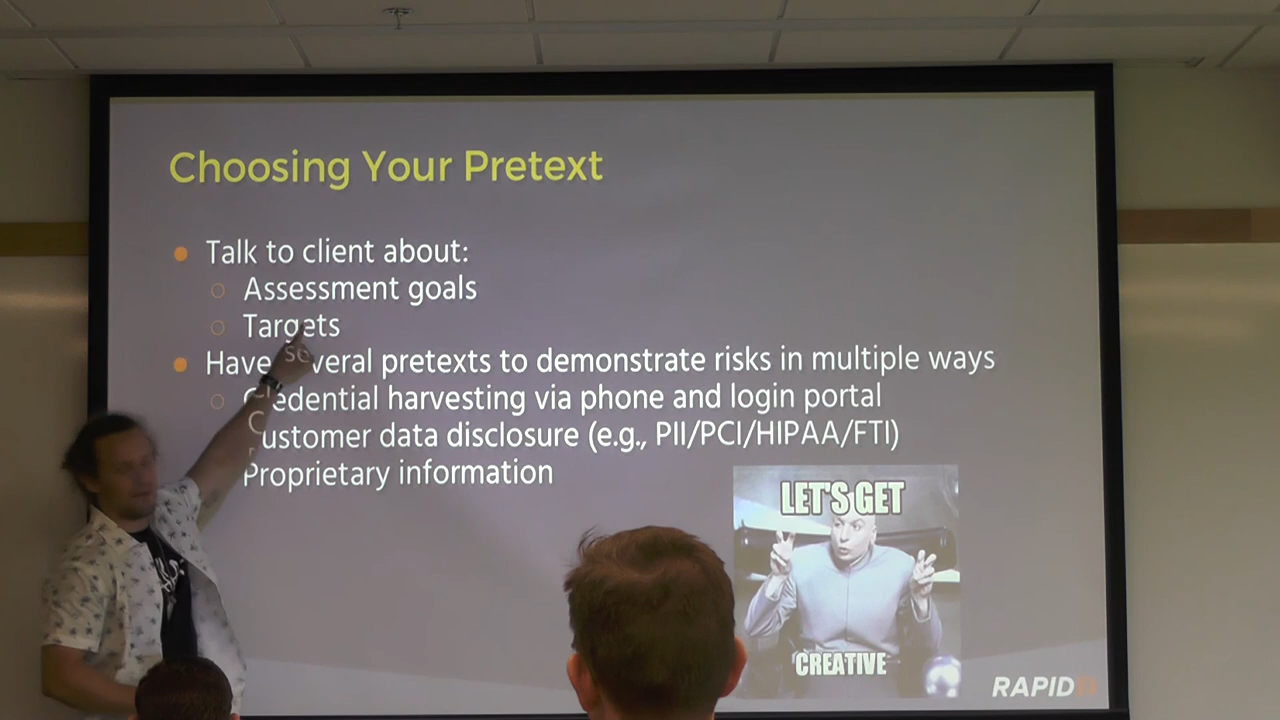 Choosing Your Pretext
Talk to client about:
Assessment goals
Targets
Have several pretexts to demonstrate risks in multiple ways
Credential harvesting via phone and login portal
Customer data disclosure (e.g., PII/PCI/HIPAA/FTI)
Proprietary information
LET'S GET
CREATIVE
RAPID